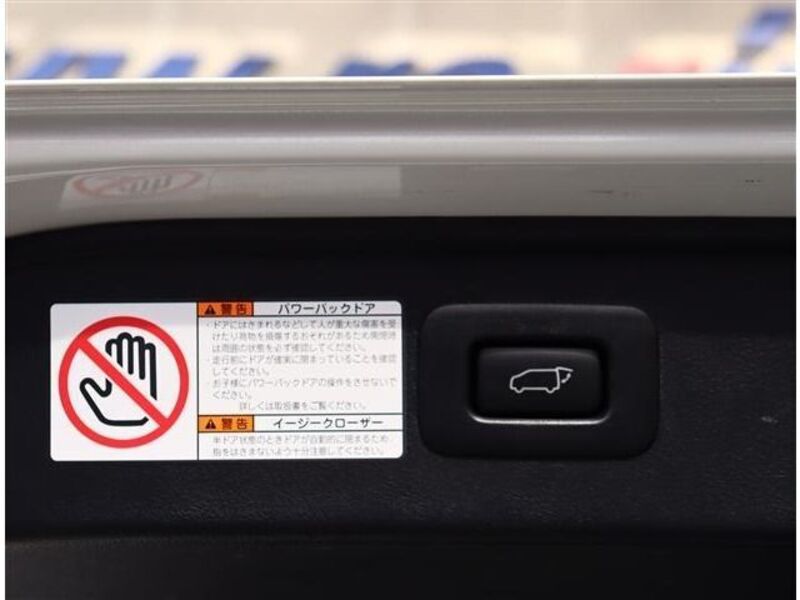 警告 パワーバックドア
・ドアにはさまれるなどして人が重大な傷害を受
けたり荷物を損傷するおそれがあるため開閉時
は周囲の状態を必ず確認してください。
・走行前にドアが確実に閉まっていることを確認
してください。
・お子様にパワーバックドアの操作をさせないで
ください。
詳しくは取扱書をご覧ください。
警告 イージークローザー
半ドア状態のときドアが自動的に閉まるため
指をはさまないよう十分注意してください。